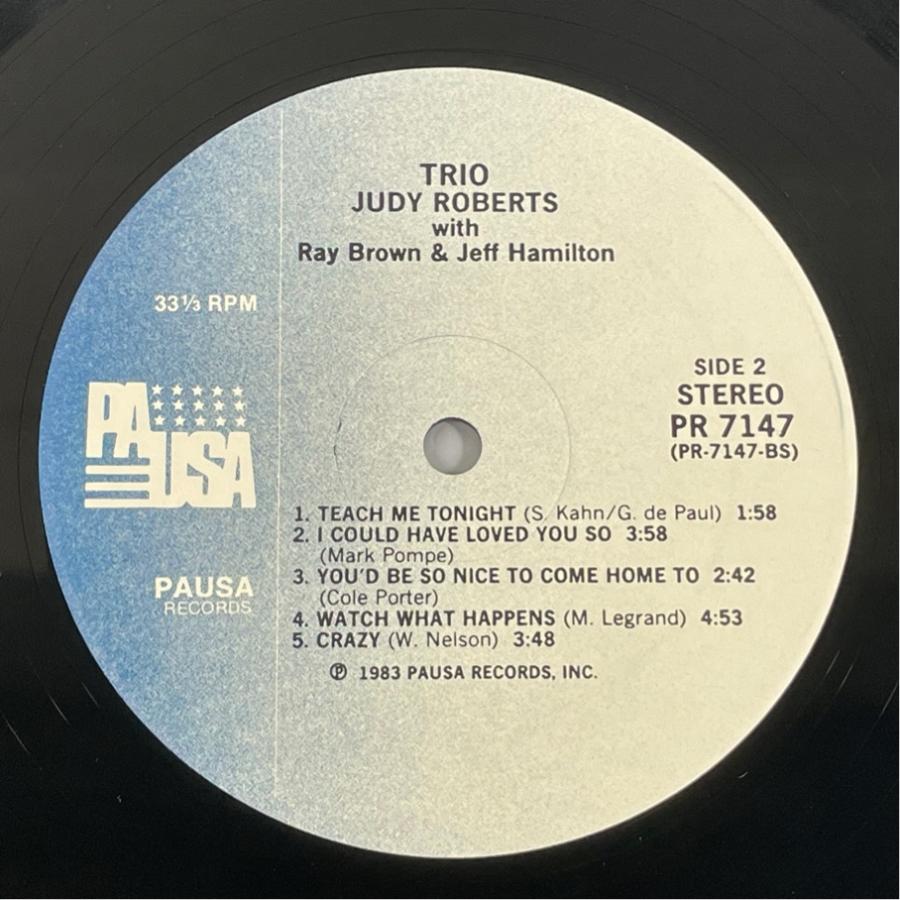 TRIO
JUDY ROBERTS
with
Ray Brown & Jeff Hamilton
33⅓ RPM
SIDE 2
STEREO
PR 7147
(PR-7147-BS)
PAUSA
PAUSA
RECORDS
1. TEACH ME TONIGHT (S. Kahn/G. de Paul) 1:58
2. I COULD HAVE LOVED YOU SO 3:58
(Mark Pompe)
3. YOU'D BE SO NICE TO COME HOME TO 2:42
(Cole Porter)
4. WATCH WHAT HAPPENS (M. Legrand) 4:53
5. CRAZY (W. Nelson) 3:48
℗ 1983 PAUSA RECORDS, INC.